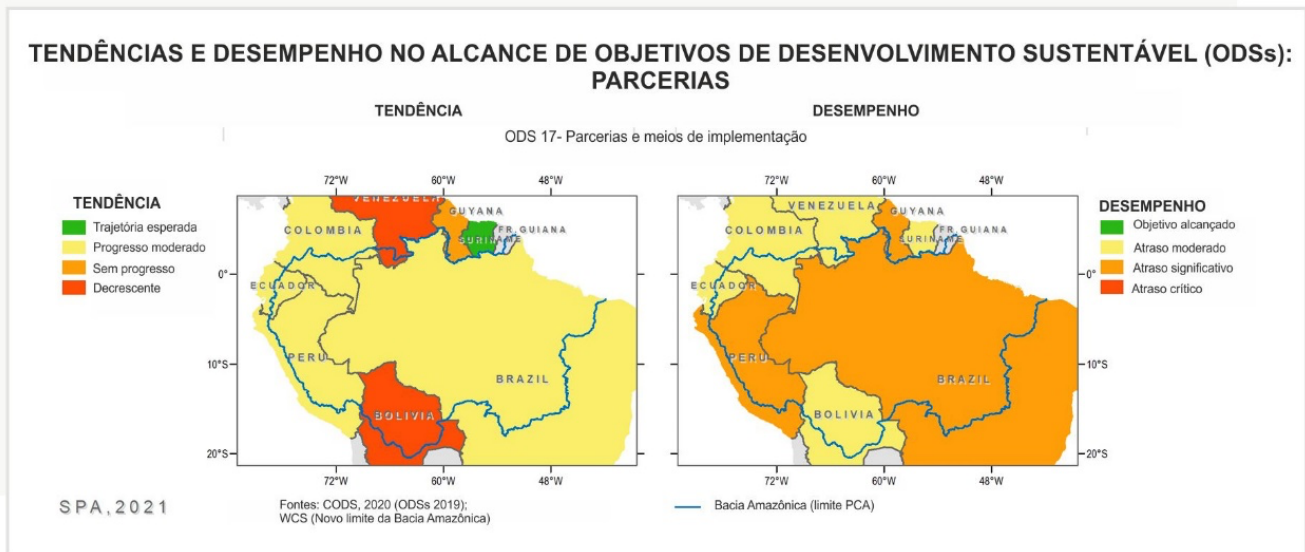 TENDÊNCIAS E DESEMPENHO NO ALCANCE DE OBJETIVOS DE DESENVOLVIMENTO SUSTENTÁVEL (ODSs):
PARCERIAS
TENDÊNCIA
DESEMPENHO
ODS 17- Parcerias e meios de implementação
TENDÊNCIA
Trajetória esperada
Progresso moderado
Sem progresso
Decrescente
72°W
60°W
48°W
VENEZUELA
GUYANA
COLOMBIA
SURINAME
FR.GUIANA
ECUADOR
PERU
BRAZIL
BOLIVIA
0°
10°S
20°S
72°W
60°W
48°W
72°W
60°W
48°W
VENEZUELA
GUYANA
COLOMBIA
SURINAME
FR.GUIANA
ECUADOR
PERU
BRAZIL
BOLIVIA
0°
10°S
20°S
72°W
60°W
48°W
DESEMPENHO
Objetivo alcançado
Atraso moderado
Atraso significativo
Atraso crítico
SPA,2021
Fontes: CODS, 2020 (ODSs 2019);
WCS (Novo limite da Bacia Amazônica)
Bacia Amazônica (limite PCA)